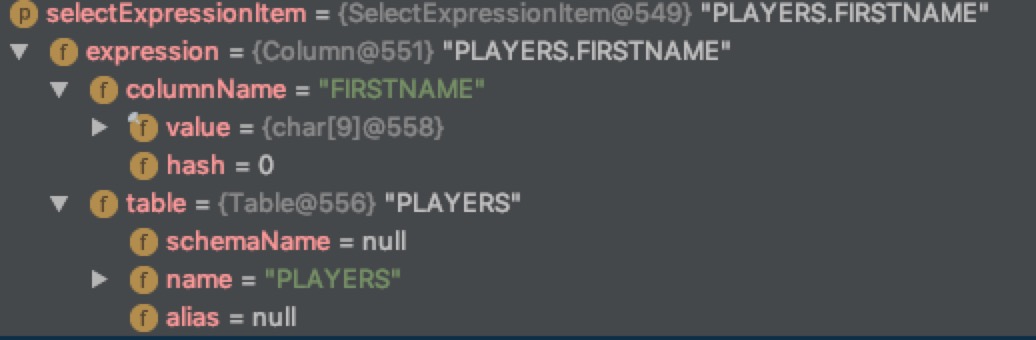 p selectExpressionItem = {SelectExpressionItem@549} "PLAYERS.FIRSTNAME"
f expression = {Column@551} "PLAYERS.FIRSTNAME"
f columnName = "FIRSTNAME"
f value = {char[9]@558}
f hash = 0
f table = {Table@556} "PLAYERS"
f schemaName = null
f name = "PLAYERS"
f alias = null